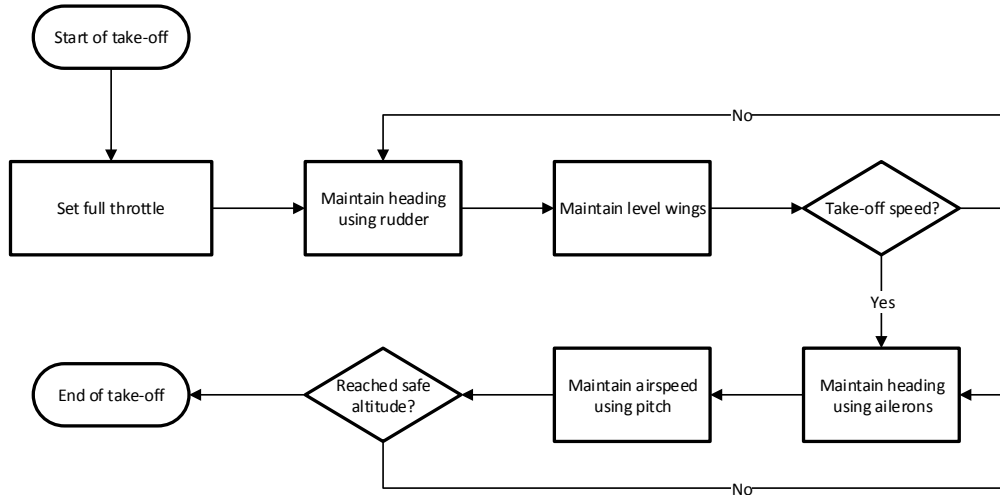 Start of take-off
No
Set full throttle
Maintain heading
using rudder
Maintain level wings
Take-off speed?
Yes
End of take-off
Reached safe
altitude?
Maintain airspeed
using pitch
Maintain heading
using ailerons
No